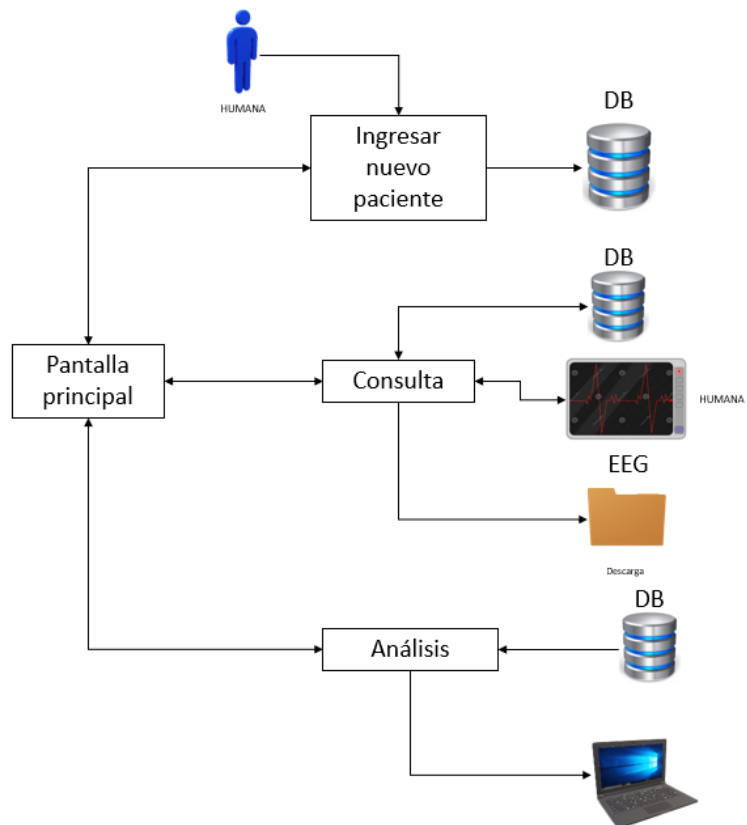 HUMANA
DB
Ingresar
nuevo
paciente
DB
Pantalla
principal
Consulta
HUMANA
EEG
Descarga
DB
Análisis